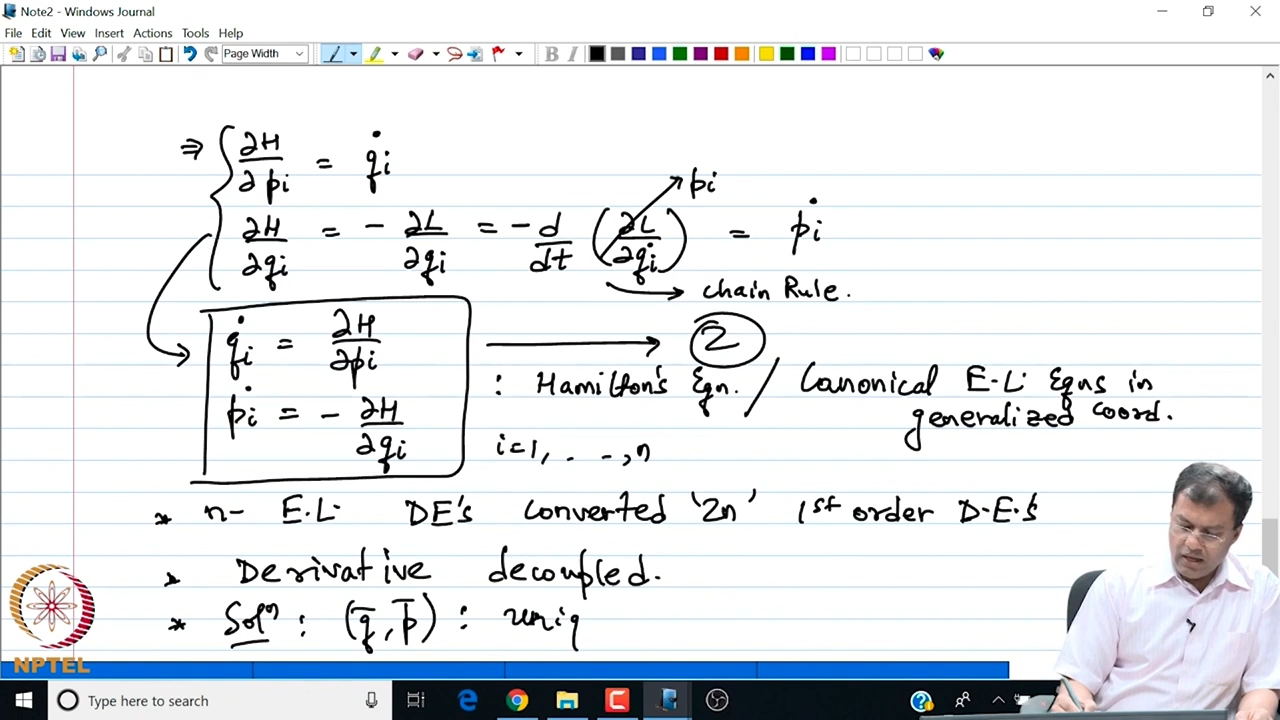 Note2 - Windows Journal
File Edit View Insert Actions Tools Help
Page Width
⇒ { ∂H/∂pi = q̇i
∂H/∂qi = - ∂L/∂qi = - d/dt (∂L/∂q̇i) = ṗi
pi
chain Rule.
q̇i = ∂H/∂pi
ṗi = - ∂H/∂qi
2
: Hamilton's Eqn. / Canonical E-L Eqns in
generalized coord.
i=1, . - -, n
* n- E.L. DE's converted '2n' 1st order D.E.s
* Derivative decoupled.
* Solⁿ : (q̅, p̅) : uniq
NPTEL
Type here to search